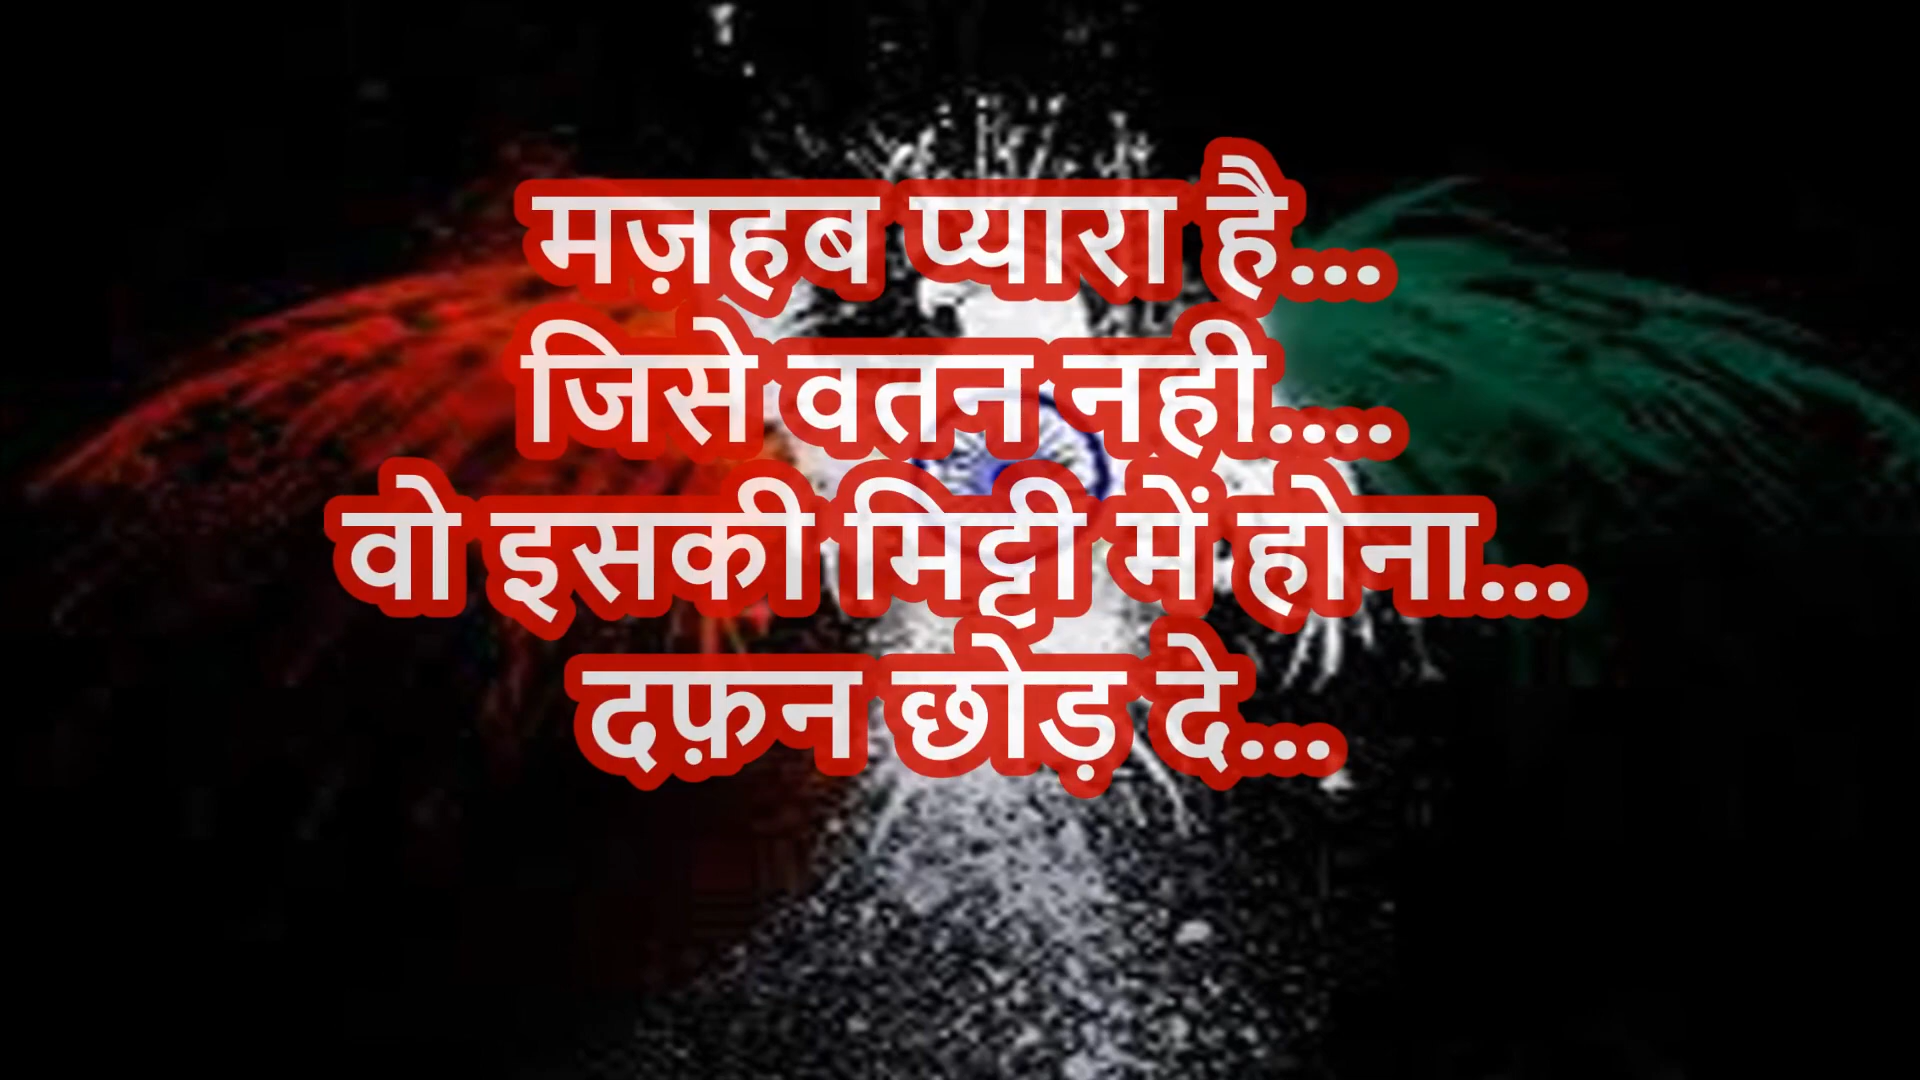 मज़हब प्यारा है...
जिसे वतन नही....
वो इसकी मिट्टी में होना...
दफ़न छोड़ दे...